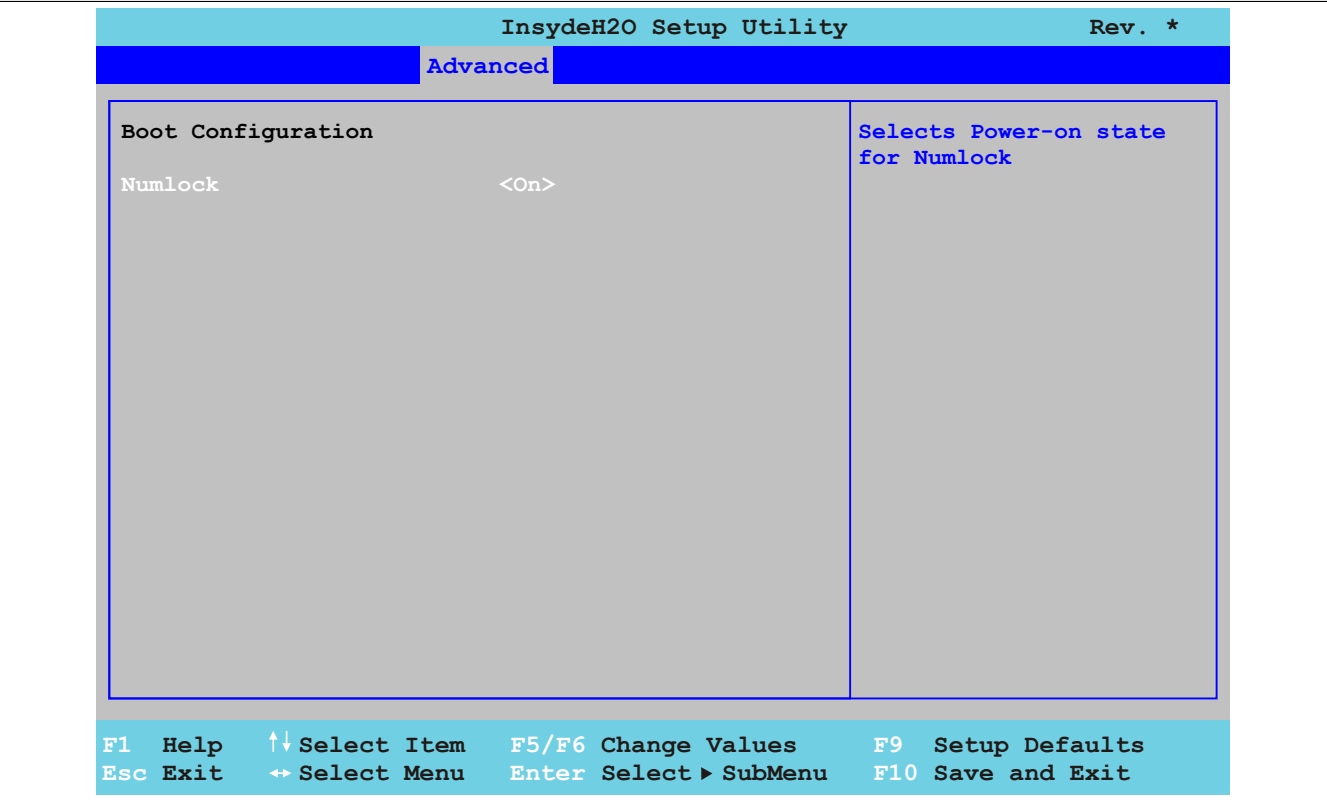 InsydeH2O Setup Utility Rev. *
Advanced
Boot Configuration
Numlock <On>
Selects Power-on state
for Numlock
F1 Help ↑↓ Select Item F5/F6 Change Values F9 Setup Defaults
Esc Exit ↔ Select Menu Enter Select ▶ SubMenu F10 Save and Exit